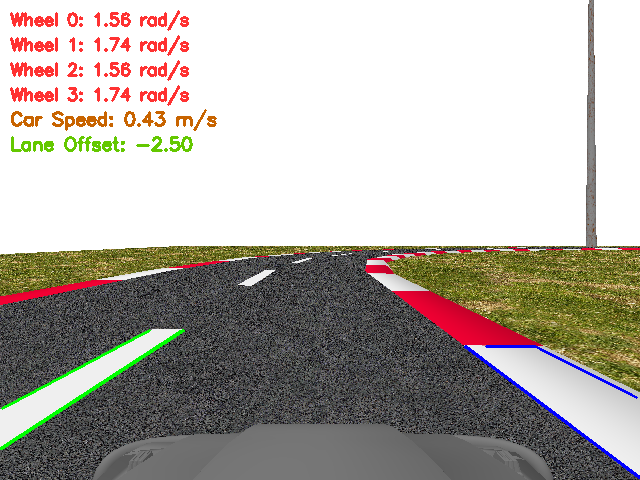 Wheel 0: 1.56 rad/s
Wheel 1: 1.74 rad/s
Wheel 2: 1.56 rad/s
Wheel 3: 1.74 rad/s
Car Speed: 0.43 m/s
Lane Offset: -2.50